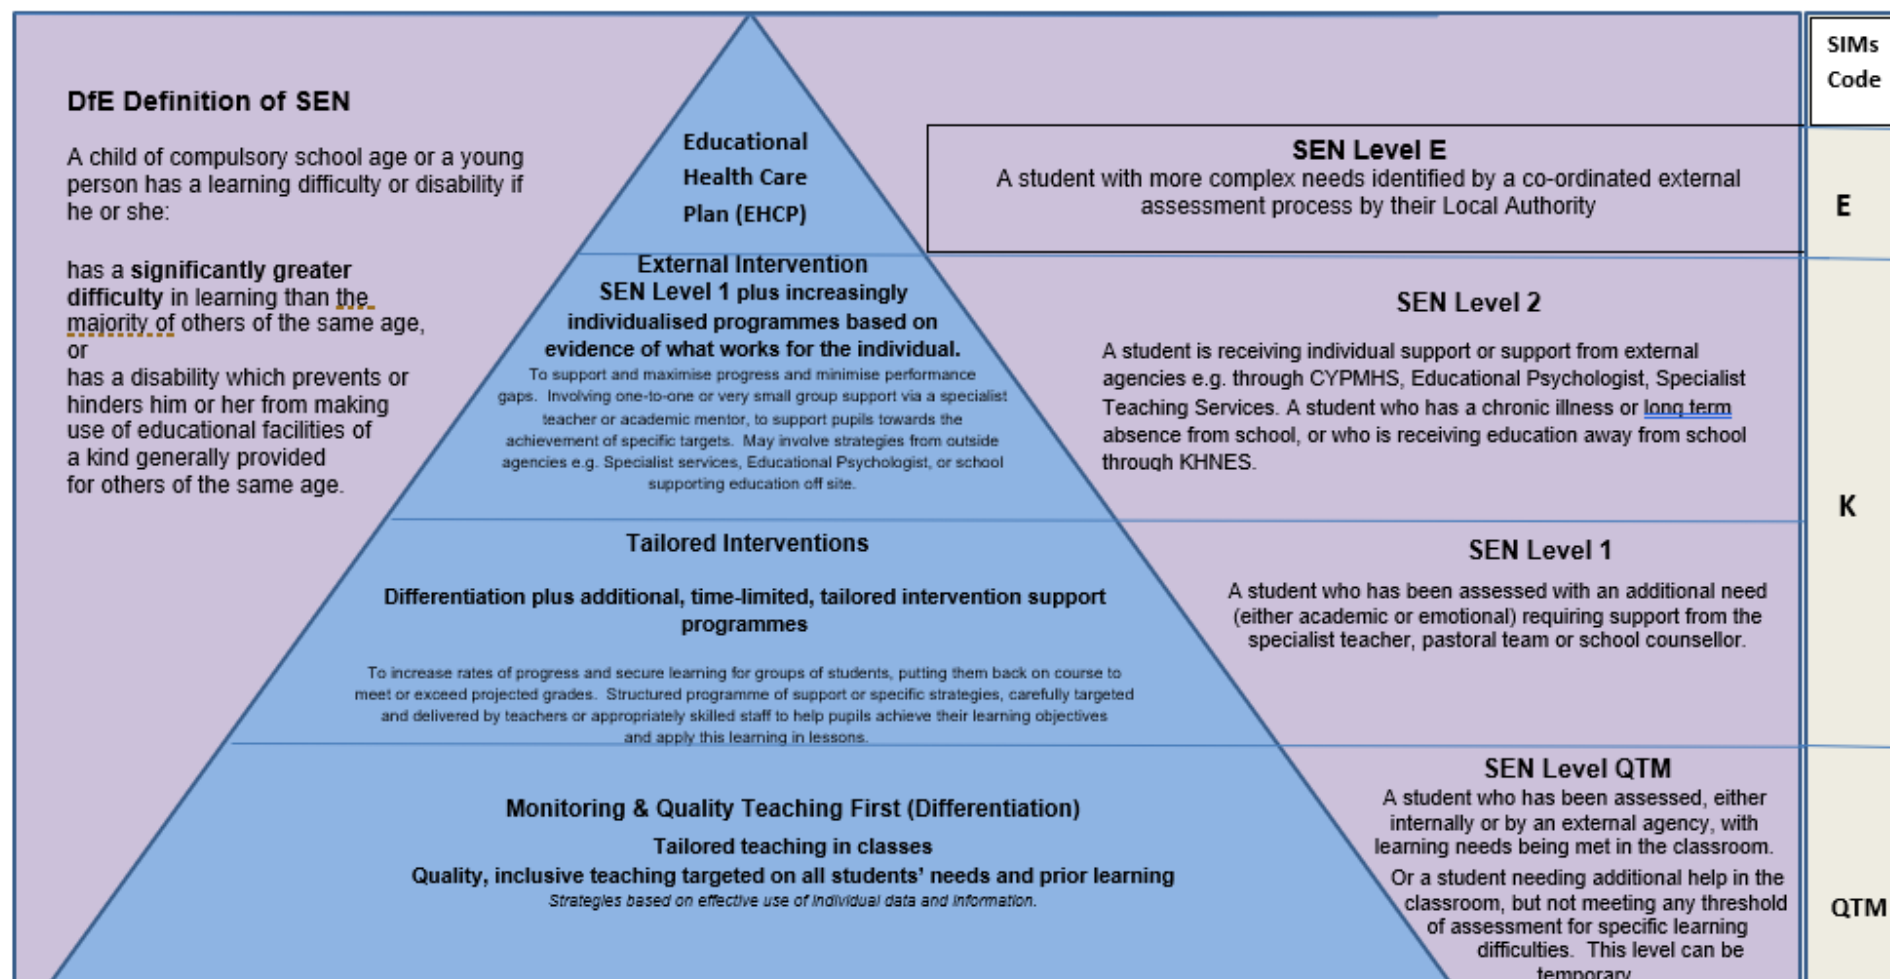 DfE Definition of SEN
A child of compulsory school age or a young
person has a learning difficulty or disability if
he or she:
has a significantly greater
difficulty in learning than the
majority of others of the same age,
or
has a disability which prevents or
hinders him or her from making
use of educational facilities of
a kind generally provided
for others of the same age.
Educational
Health Care
Plan (EHCP)
External Intervention
SEN Level 1 plus increasingly
individualised programmes based on
evidence of what works for the individual.
To support and maximise progress and minimise performance
gaps. Involving one-to-one or very small group support via a specialist
teacher or academic mentor, to support pupils towards the
achievement of specific targets. May involve strategies from outside
agencies e.g. Specialist services, Educational Psychologist, or school
supporting education off site.
Tailored Interventions
Differentiation plus additional, time-limited, tailored intervention support
programmes
To increase rates of progress and secure learning for groups of students, putting them back on course to
meet or exceed projected grades. Structured programme of support or specific strategies, carefully targeted
and delivered by teachers or appropriately skilled staff to help pupils achieve their learning objectives
and apply this learning in lessons.
Monitoring & Quality Teaching First (Differentiation)
Tailored teaching in classes
Quality, inclusive teaching targeted on all students' needs and prior learning
Strategies based on effective use of individual data and information.
SEN Level E
A student with more complex needs identified by a co-ordinated external
assessment process by their Local Authority
SEN Level 2
A student is receiving individual support or support from external
agencies e.g. through CYPMHS, Educational Psychologist, Specialist
Teaching Services. A student who has a chronic illness or long term
absence from school, or who is receiving education away from school
through KHNES.
SEN Level 1
A student who has been assessed with an additional need
(either academic or emotional) requiring support from the
specialist teacher, pastoral team or school counsellor.
SEN Level QTM
A student who has been assessed, either
internally or by an external agency, with
learning needs being met in the classroom.
Or a student needing additional help in the
classroom, but not meeting any threshold
of assessment for specific learning
difficulties. This level can be
temporary
SIMs
Code
E
K
QTM